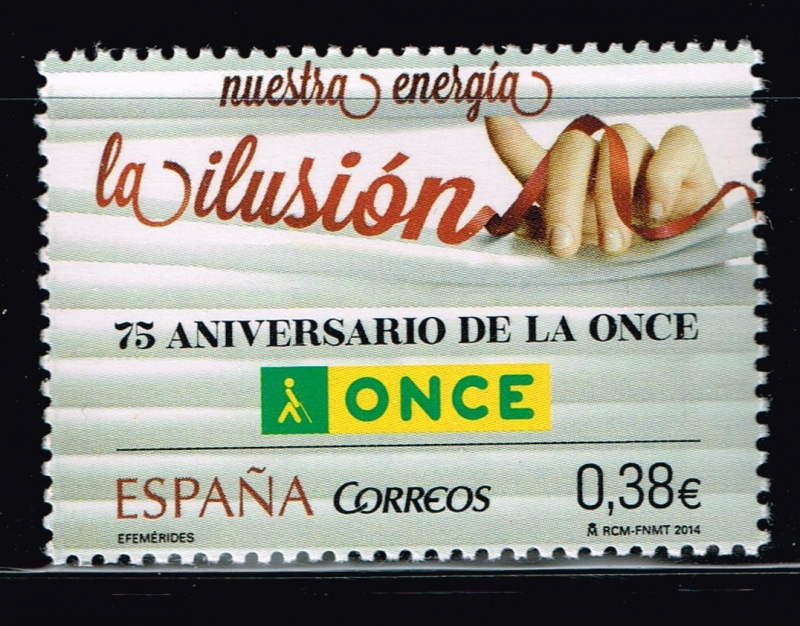 nuestra energía
la ilusión
75 ANIVERSARIO DE LA ONCE
ONCE
ESPAÑA CORREOS 0,38€
EFEMÉRIDES RCM-FNMT 2014